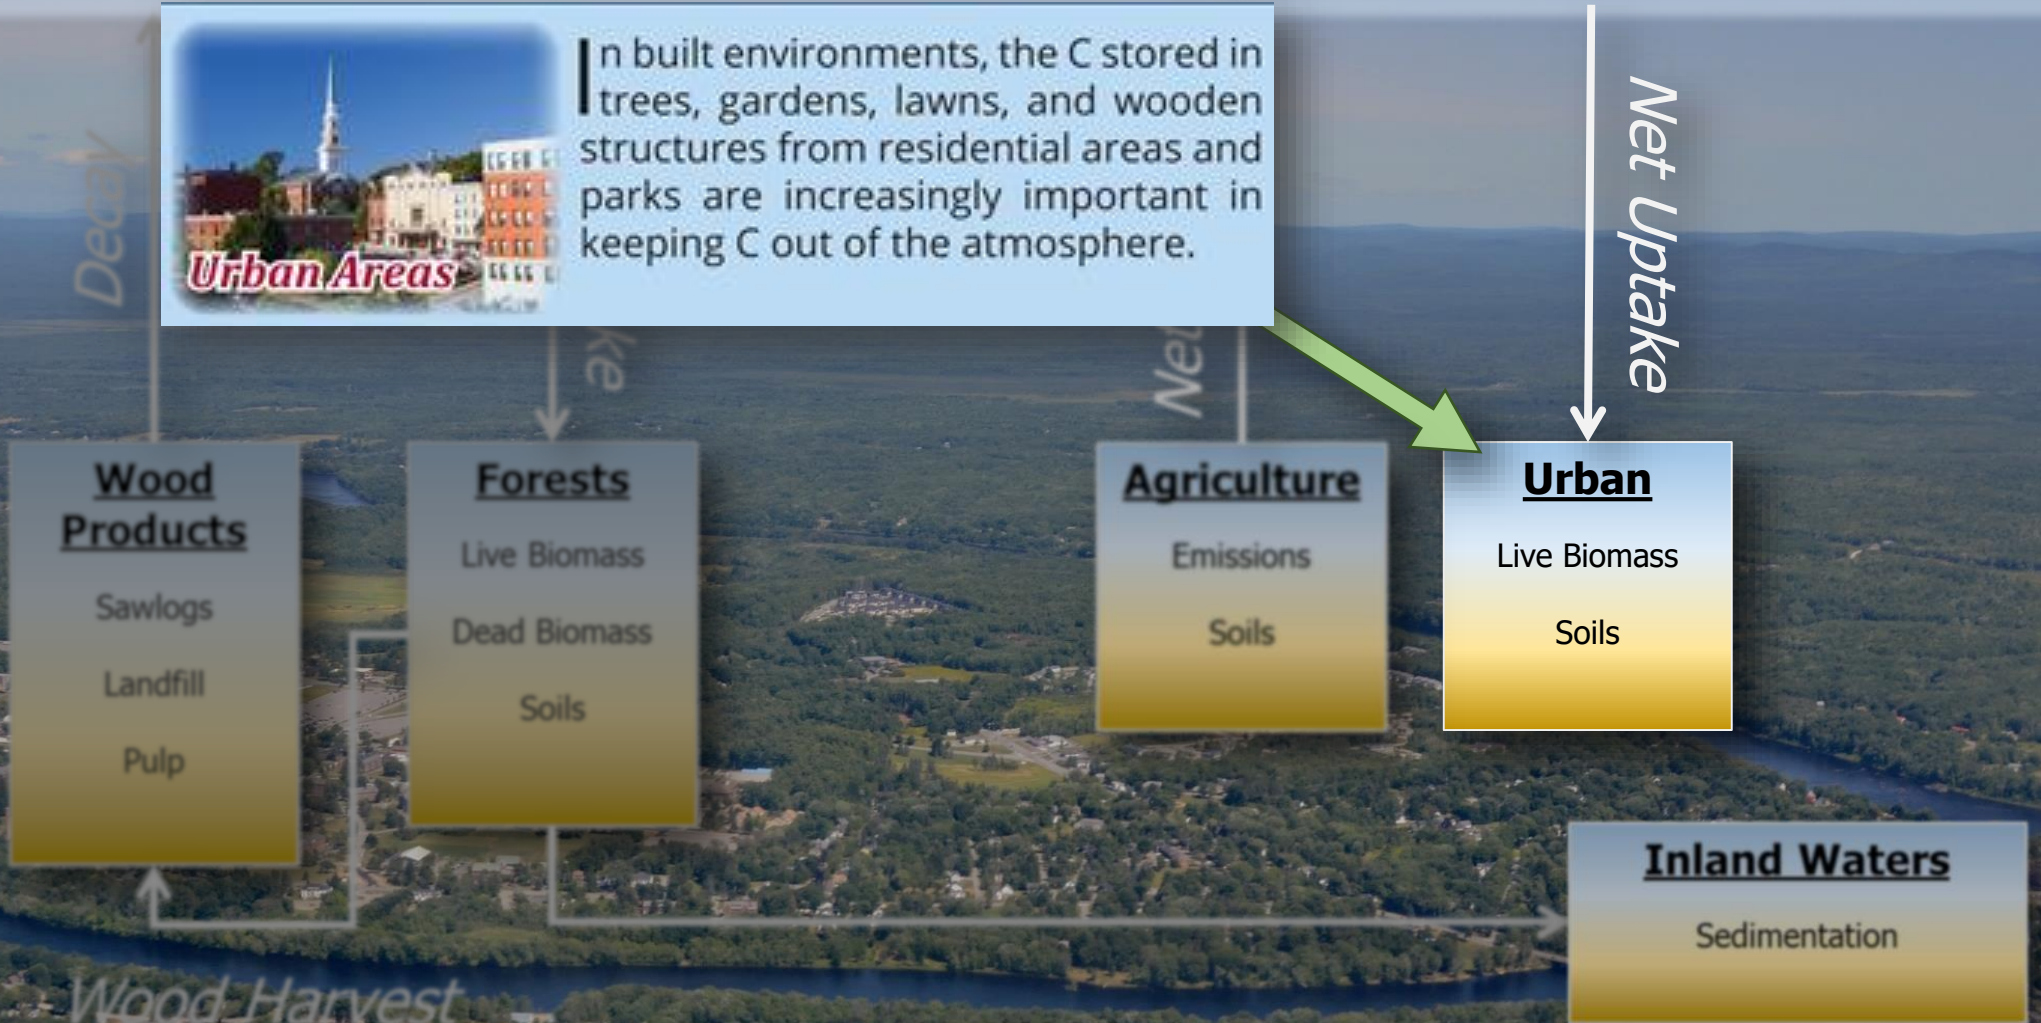 In built environments, the C stored in
trees, gardens, lawns, and wooden
structures from residential areas and
parks are increasingly important in
keeping C out of the atmosphere.
Urban Areas
Decay
ke
Net
Net Uptake
Wood
Products
Sawlogs
Landfill
Pulp
Forests
Live Biomass
Dead Biomass
Soils
Agriculture
Emissions
Soils
Urban
Live Biomass
Soils
Inland Waters
Sedimentation
Wood Harvest